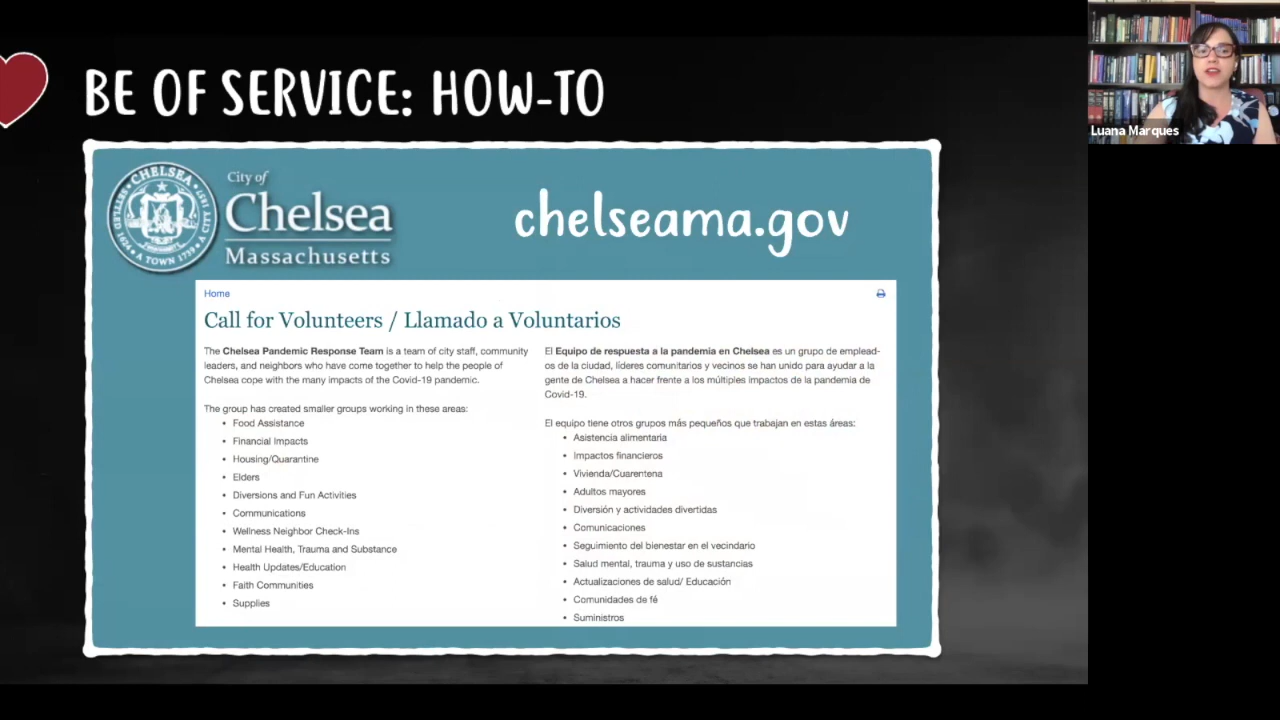 BE OF SERVICE: HOW-TO
CHELSEA
SETTLED 1624
A TOWN 1739
A CITY 1857
City of
Chelsea
Massachusetts
chelseama.gov
Home
Call for Volunteers / Llamado a Voluntarios
The Chelsea Pandemic Response Team is a team of city staff, community
leaders, and neighbors who have come together to help the people of
Chelsea cope with the many impacts of the Covid-19 pandemic.
The group has created smaller groups working in these areas:
• Food Assistance
• Financial Impacts
• Housing/Quarantine
• Elders
• Diversions and Fun Activities
• Communications
• Wellness Neighbor Check-Ins
• Mental Health, Trauma and Substance
• Health Updates/Education
• Faith Communities
• Supplies
El Equipo de respuesta a la pandemia en Chelsea es un grupo de emplead-
os de la ciudad, líderes comunitarios y vecinos se han unido para ayudar a la
gente de Chelsea a hacer frente a los múltiples impactos de la pandemia de
Covid-19.
El equipo tiene otros grupos más pequeños que trabajan en estas áreas:
• Asistencia alimentaria
• Impactos financieros
• Vivienda/Cuarentena
• Adultos mayores
• Diversión y actividades divertidas
• Comunicaciones
• Seguimiento del bienestar en el vecindario
• Salud mental, trauma y uso de sustancias
• Actualizaciones de salud/ Educación
• Comunidades de fé
• Suministros
Luana Marques